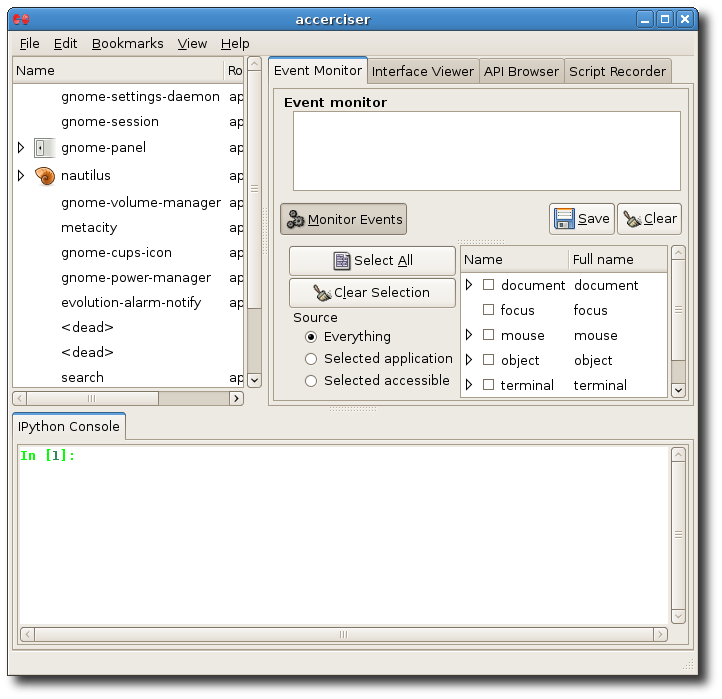 accerciser
File Edit Bookmarks View Help
Name Ro
gnome-settings-daemon ap
gnome-session ap
gnome-panel ap
nautilus ap
gnome-volume-manager ap
metacity ap
gnome-cups-icon ap
gnome-power-manager ap
evolution-alarm-notify ap
<dead>
<dead>
search ap
Event Monitor Interface Viewer API Browser Script Recorder
Event monitor
Monitor Events Save Clear
Select All
Clear Selection
Source
Everything
Selected application
Selected accessible
Name Full name
document document
focus focus
mouse mouse
object object
terminal terminal
IPython Console
In [1]: